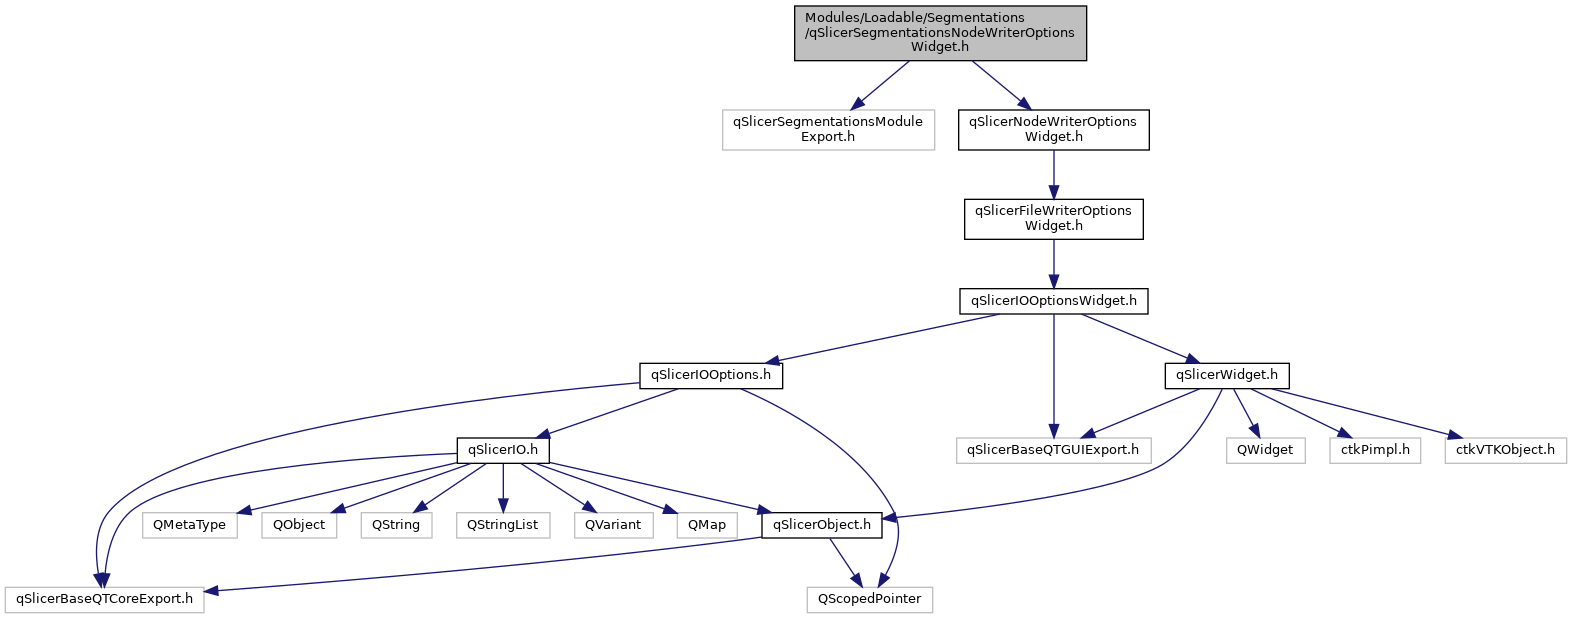 Modules/Loadable/Segmentations
/qSlicerSegmentationsNodeWriterOptions
Widget.h
qSlicerSegmentationsModule
Export.h
qSlicerNodeWriterOptions
Widget.h
qSlicerFileWriterOptions
Widget.h
qSlicerIOOptionsWidget.h
qSlicerIOOptions.h
qSlicerWidget.h
qSlicerIO.h
qSlicerBaseQTGUIExport.h
QWidget
ctkPimpl.h
ctkVTKObject.h
QMetaType
QObject
QString
QStringList
QVariant
QMap
qSlicerObject.h
qSlicerBaseQTCoreExport.h
QScopedPointer